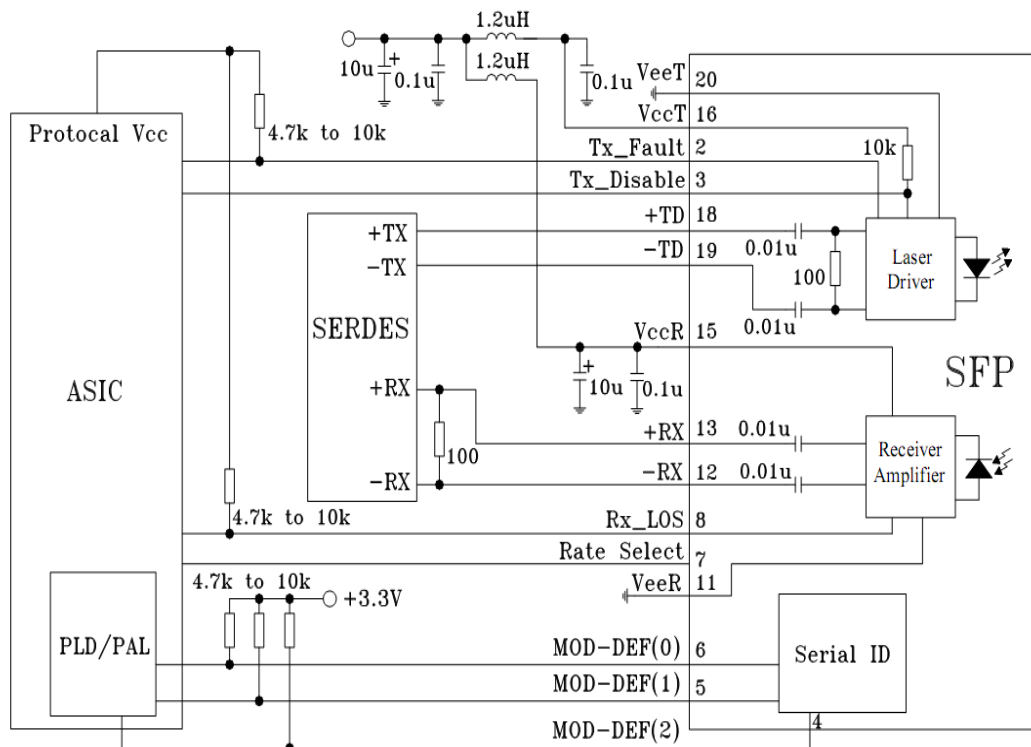 1.2uH
10u
+
0.1u
1.2uH
0.1u
VeeT
20
VccT
16
4.7k to 10k
Protocal Vcc
Tx_Fault
2
10k
Tx_Disable
3
+TD
18
+TX
-TD
19
0.01u
-TX
100
Laser
Driver
SERDES
0.01u
VccR
15
ASIC
+
10u
0.1u
SFP
+RX
+RX
13
0.01u
100
Receiver
Amplifier
-RX
-RX
12
0.01u
4.7k to 10k
Rx_LOS
8
Rate Select
7
4.7k to 10k
+3.3V
VeeR
11
PLD/PAL
MOD-DEF(0)
6
Serial ID
MOD-DEF(1)
5
MOD-DEF(2)
4